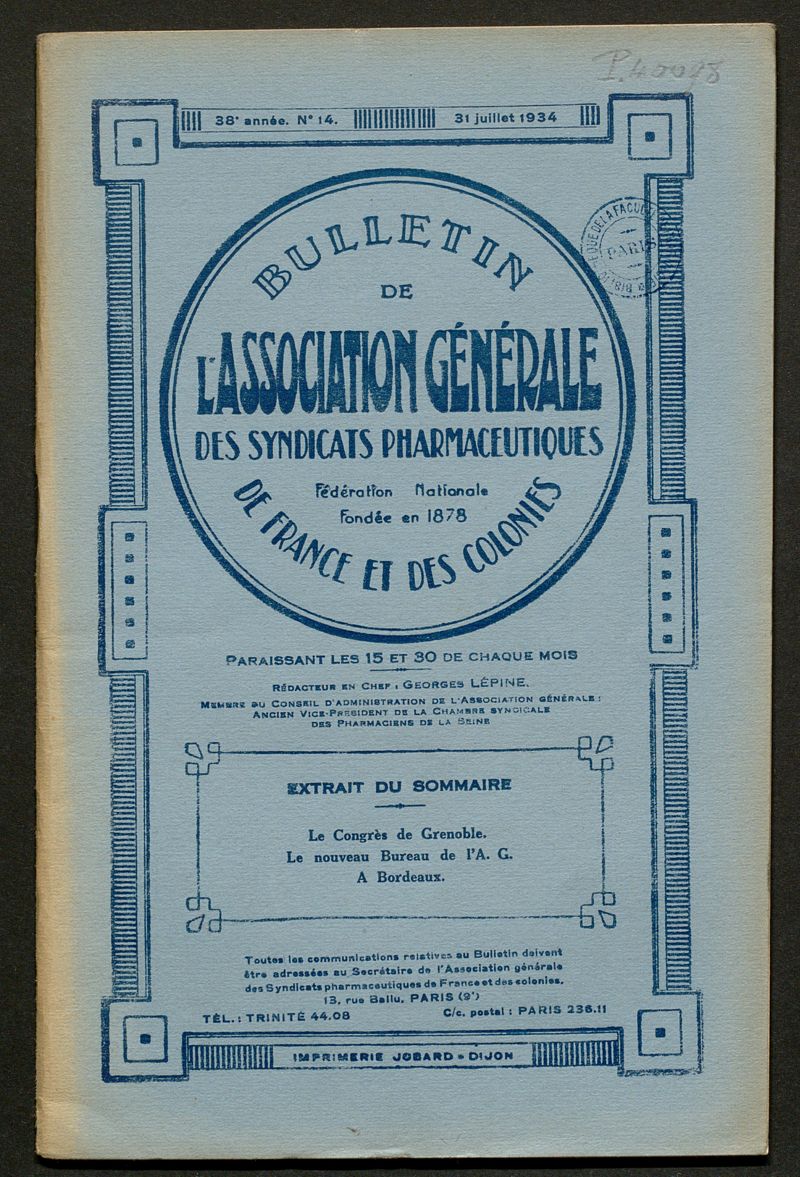 P.40098
38ᵉ année. Nº 14. 31 juillet 1934
BULLETIN
DE
L'ASSOCIATION GÉNÉRALE
DES SYNDICATS PHARMACEUTIQUES
Fédération Nationale
Fondée en 1878
DE FRANCE ET DES COLONIES
PARIS
PARAISSANT LES 15 ET 30 DE CHAQUE MOIS
RÉDACTEUR EN CHEF : GEORGES LÉPINE.
MEMBRE DU CONSEIL D'ADMINISTRATION DE L'ASSOCIATION GÉNÉRALE :
ANCIEN VICE-PRESIDENT DE LA CHAMBRE SYNDICALE
DES PHARMACIENS DE LA SEINE
EXTRAIT DU SOMMAIRE
Le Congrès de Grenoble.
Le nouveau Bureau de l'A. G.
A Bordeaux.
Toutes les communications relatives au Bulletin doivent
être adressées au Secrétaire de l'Association générale
des Syndicats pharmaceutiques de France et des colonies.
13, rue Ballu, PARIS (9ᵉ)
TÉL. : TRINITÉ 44.08 C/c. postal : PARIS 236.11
IMPRIMERIE JOBARD - DIJON